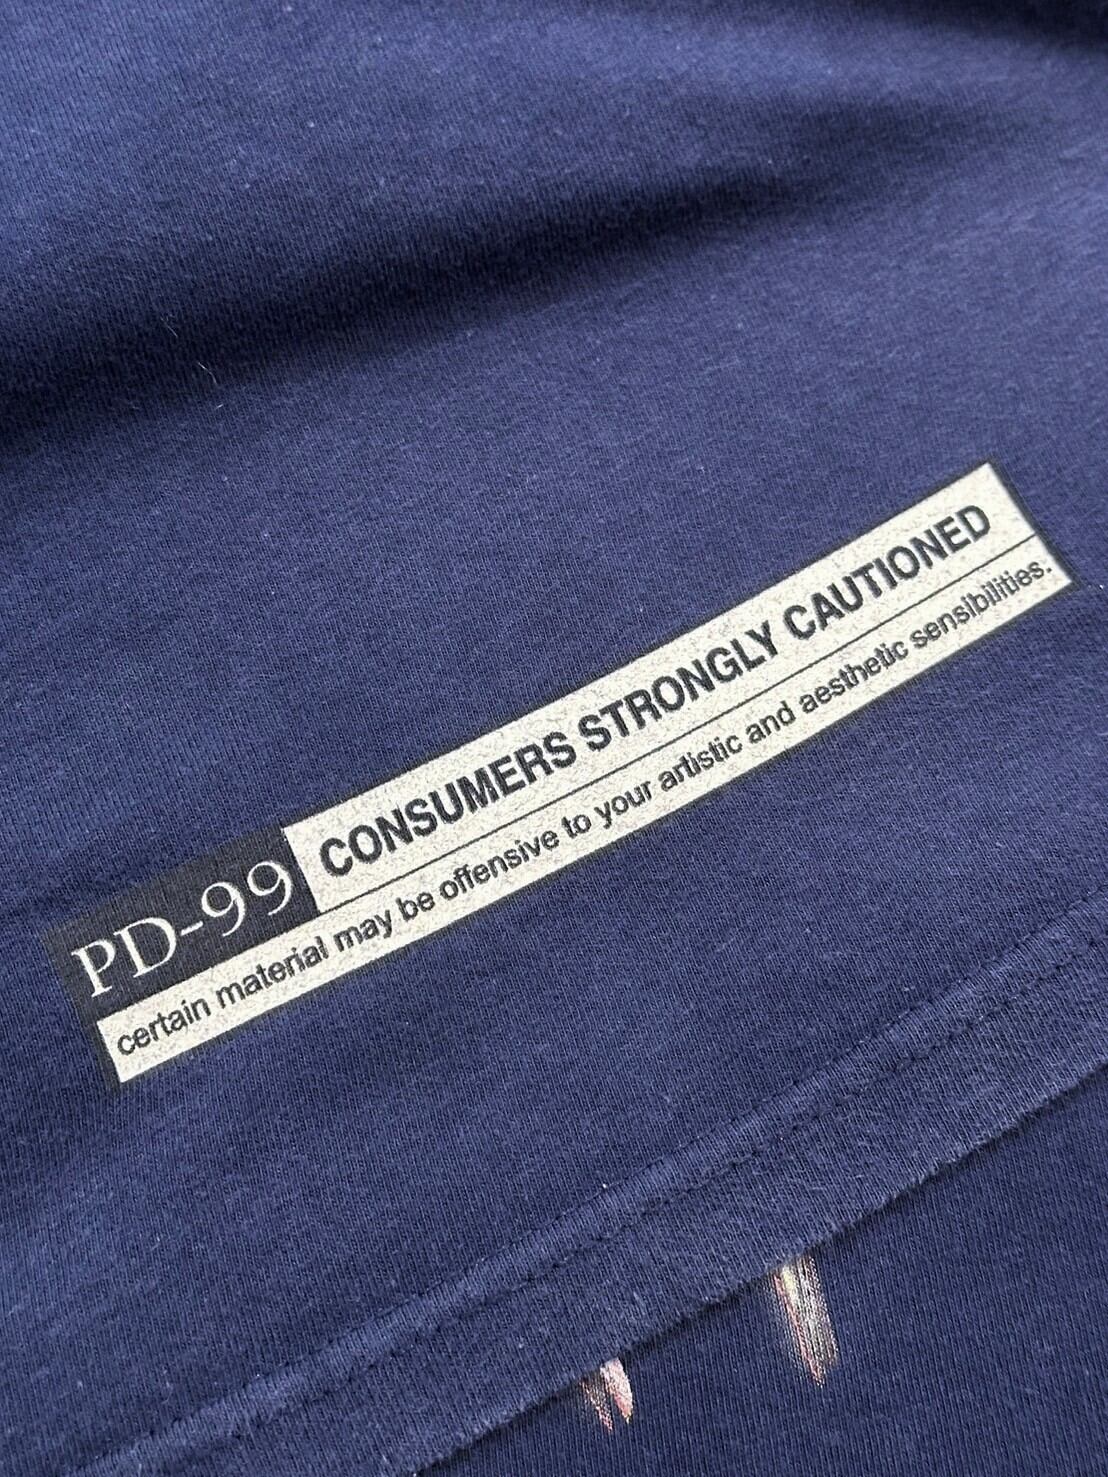 PD-99 CONSUMERS STRONGLY CAUTIONED
certain material may be offensive to your artistic and aesthetic sensibilities.